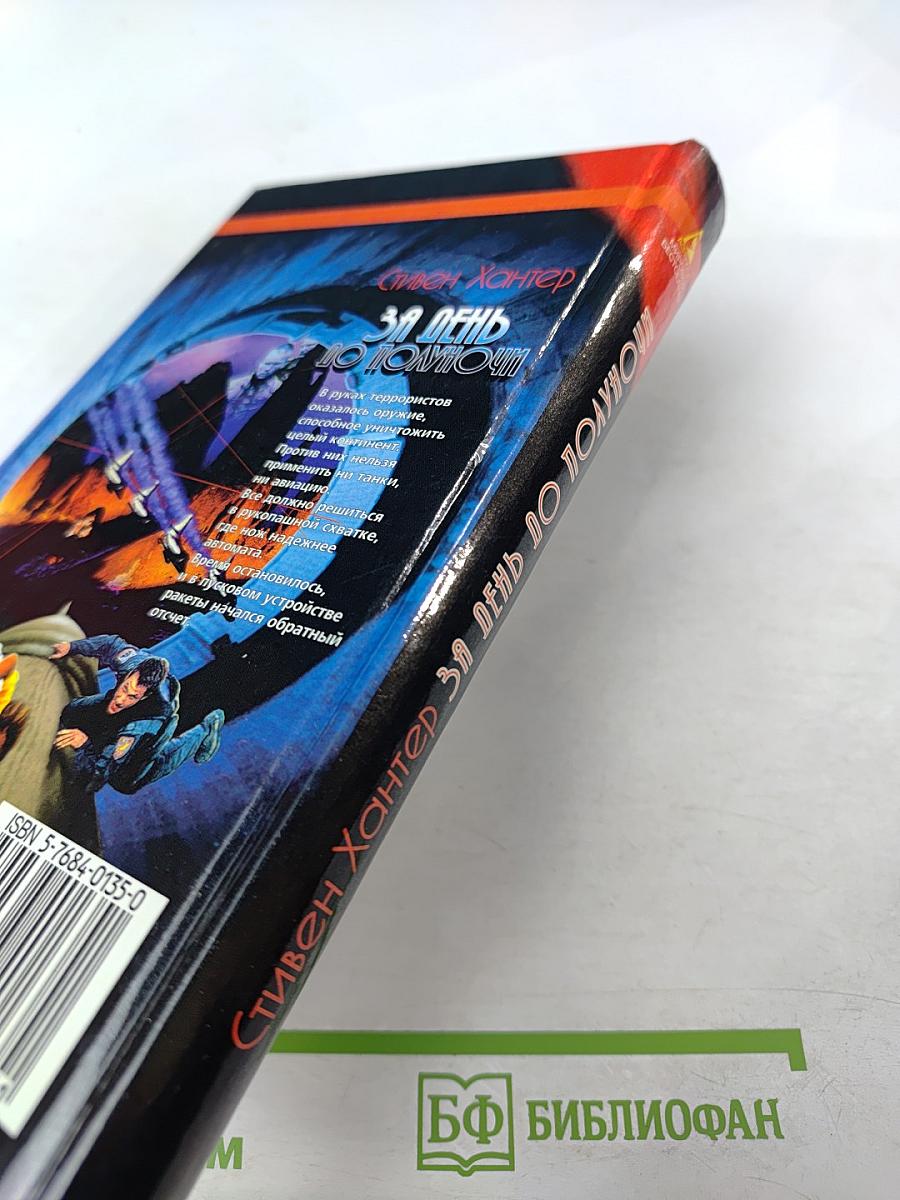 Стивен Хантер
ЗА ДЕНЬ
ДО ПОЛУНОЧИ
В руках террористов
оказалось оружие,
способное уничтожить
целый континент.
Против них нельзя
применить ни танки,
ни авиацию.
Все должно решиться
в рукопашной схватке,
где нож надежнее
автомата.
Время остановилось,
и в пусковом устройстве
ракеты начался обратный
отсчет.
ISBN 5-7684-0135-0
Стивен Хантер ЗА ДЕНЬ ДО ПОЛУНОЧИ
БФ БИБЛИОФАН